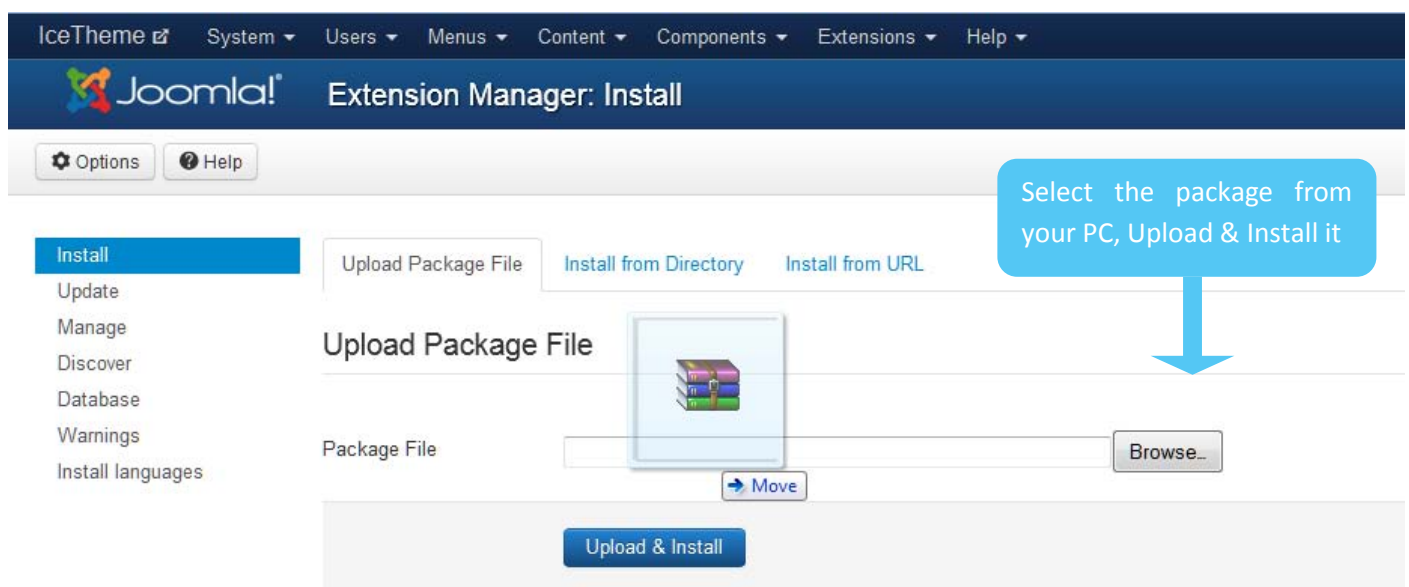 IceTheme System Users Menus Content Components Extensions Help
Joomla!® Extension Manager: Install
Options Help
Select the package from
your PC, Upload & Install it
Install
Update
Manage
Discover
Database
Warnings
Install languages
Upload Package File Install from Directory Install from URL
Upload Package File
Package File
Browse...
Move
Upload & Install